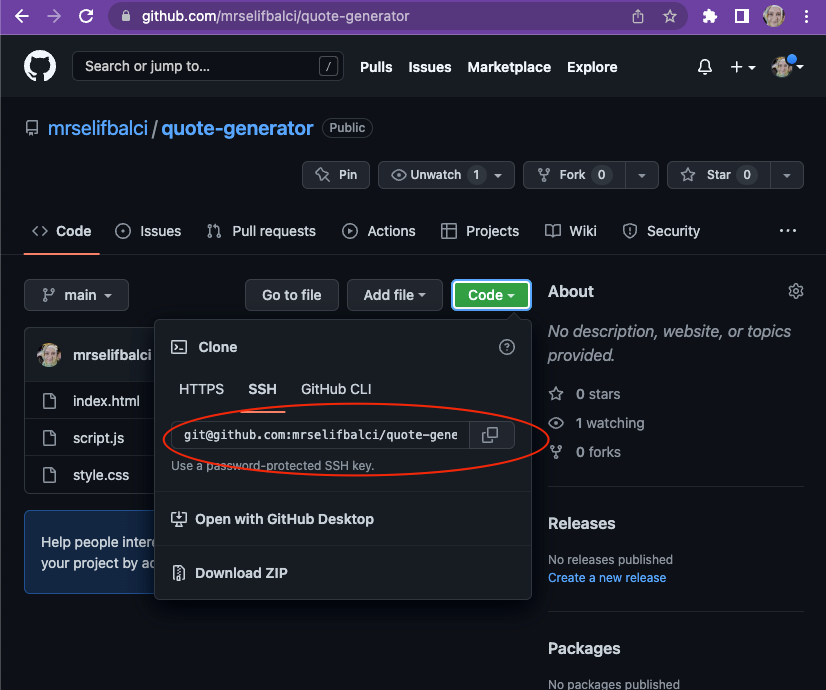 github.com/mrselifbalci/quote-generator
Search or jump to... /
Pulls Issues Marketplace Explore
mrselifbalci / quote-generator Public
Pin
Unwatch 1
Fork 0
Star 0
Code Issues Pull requests Actions Projects Wiki Security
main
Go to file
Add file
Code
mrselifbalci
index.html
script.js
style.css
Help people
your project by
Clone
HTTPS SSH GitHub CLI
git@github.com:mrselifbalci/quote-gene
Use a password-protected SSH key.
Open with GitHub Desktop
Download ZIP
About
No description, website, or topics
provided.
0 stars
1 watching
0 forks
Releases
No releases published
Create a new release
Packages
No packages published